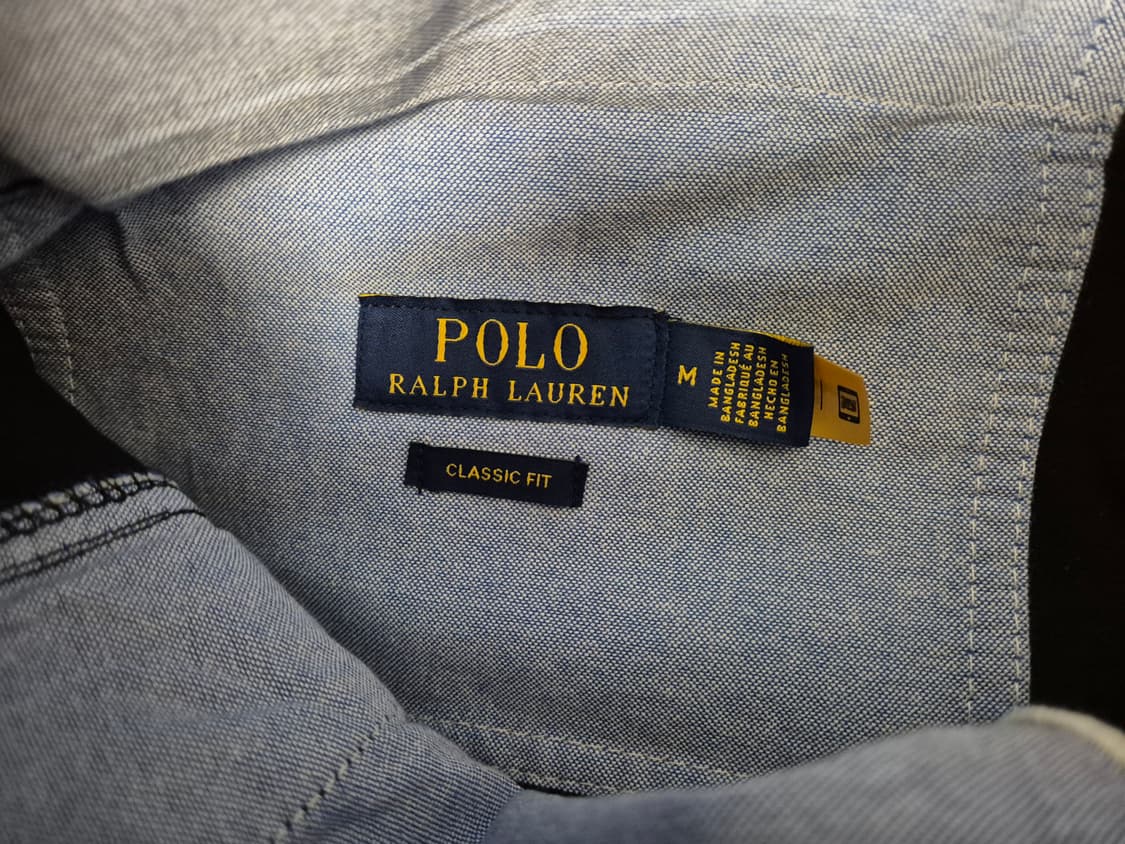 POLO
RALPH LAUREN
M
MADE IN
BANGLADESH
FABRIQUÉ AU
BANGLADESH
HECHO EN
BANGLADESH
CLASSIC FIT